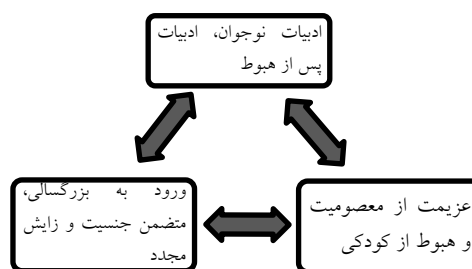 ادبیات نوجوان، ادبیات
پس از هبوط
ورود به بزرگسالی،
متضمن جنسیت و زایش
مجدد
عزیمت از معصومیت
و هبوط از کودکی